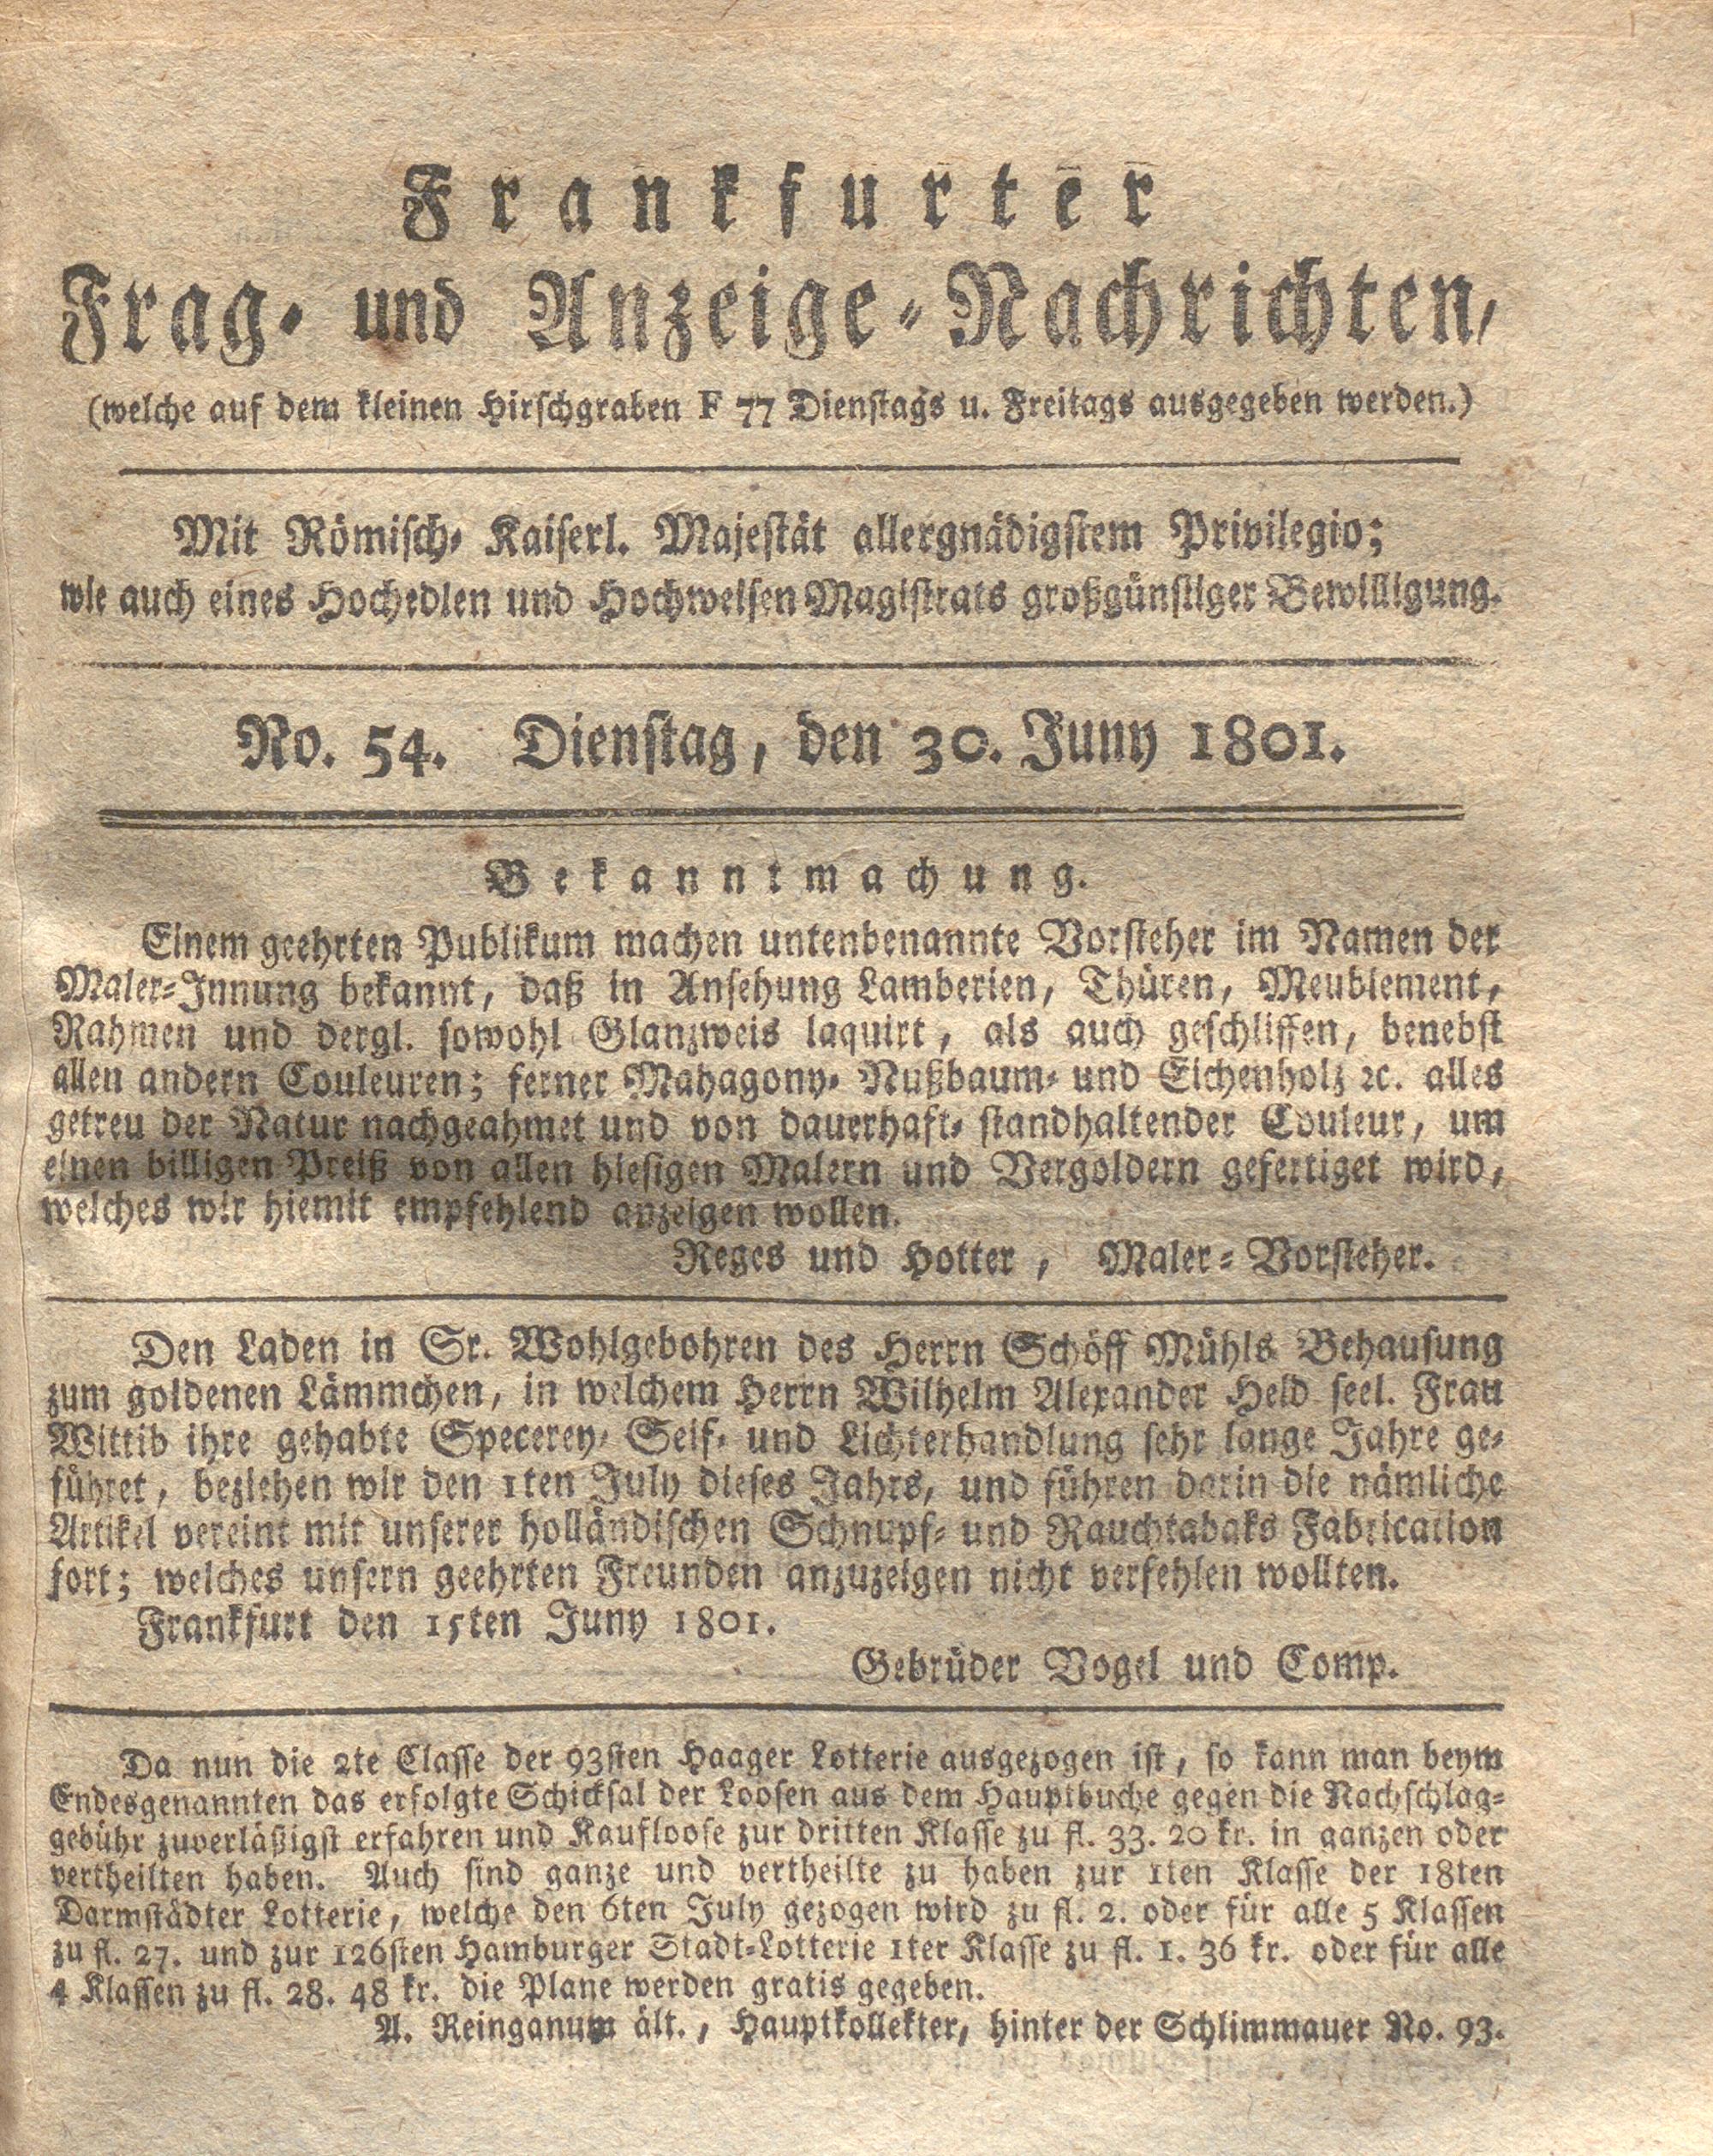 Frankfurter
Frag- und Anzeige-Nachrichten,
(welche auf dem kleinen Hirschgraben F 77 Dienstags u. Freitags ausgegeben werden.)
Mit Römisch- Kaiserl. Majestät allergnädigstem Privilegio;
wie auch eines Hochedlen und Hochweisen Magistrats großgünstiger Bewilligung.
No. 54. Dienstag, den 30. Juny 1801.
Bekanntmachung.
Einem geehrten Publikum machen untenbenannte Vorsteher im Namen der
Maler-Innung bekannt, daß in Ansehung Lamberien, Thüren, Meublement,
Rahmen und dergl. sowohl Glanzweis laquirt, als auch geschliffen, benebst
allen andern Couleuren; ferner Mahagony- Nußbaum- und Eichenholz ꝛc. alles
getreu der Natur nachgeahmet und von dauerhaft- standhaltender Couleur, um
einen billigen Preiß von allen hiesigen Malern und Vergoldern gefertiget wird,
welches wir hiemit empfehlend anzeigen wollen.
Reges und Hotter, Maler-Vorsteher.
Den Laden in Sr. Wohlgebohren des Herrn Schöff Mühls Behausung
zum goldenen Lämmchen, in welchem Herrn Wilhelm Alexander Held seel. Frau
Wittib ihre gehabte Specerey- Seif- und Lichterhandlung sehr lange Jahre ge-
führet, beziehen wir den 1ten July dieses Jahrs, und führen darin die nämliche
Artikel vereint mit unserer holländischen Schnupf- und Rauchtabaks Fabrication
fort; welches unsern geehrten Freunden anzuzeigen nicht verfehlen wollten.
Frankfurt den 15ten Juny 1801.
Gebrüder Vogel und Comp.
Da nun die 2te Classe der 93sten Haager Lotterie ausgezogen ist, so kann man beym
Endesgenannten das erfolgte Schicksal der Loosen aus dem Hauptbuche gegen die Nachschlag-
gebühr zuverläßigst erfahren und Kaufloose zur dritten Klasse zu fl. 33. 20 kr. in ganzen oder
vertheilten haben. Auch sind ganze und vertheilte zu haben zur 1ten Klasse der 18ten
Darmstädter Lotterie, welche den 6ten July gezogen wird zu fl. 2. oder für alle 5 Klassen
zu fl. 27. und zur 126sten Hamburger Stadt-Lotterie 1ter Klasse zu fl. 1. 36 kr. oder für alle
4 Klassen zu fl. 28. 48 kr. die Plane werden gratis gegeben.
A. Reinganum ält., Hauptkollekter, hinter der Schlimmauer No. 93.